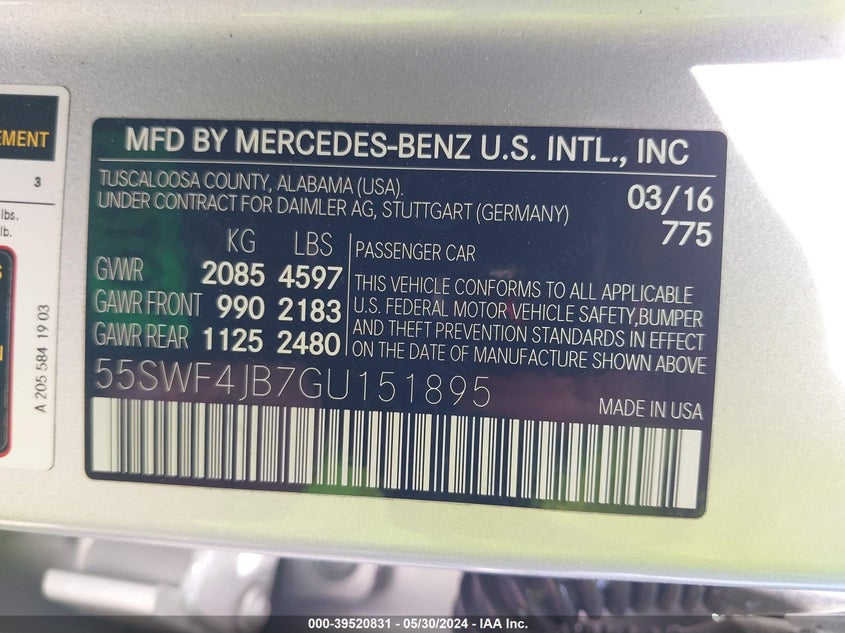 EMENT
3
lbs.
lb.
S
N
A 205 584 19 03
MFD BY MERCEDES-BENZ U.S. INTL., INC
TUSCALOOSA COUNTY, ALABAMA (USA).
UNDER CONTRACT FOR DAIMLER AG, STUTTGART (GERMANY)
03/16
775
KG LBS
GVWR 2085 4597
GAWR FRONT 990 2183
GAWR REAR 1125 2480
PASSENGER CAR
THIS VEHICLE CONFORMS TO ALL APPLICABLE
U.S. FEDERAL MOTOR VEHICLE SAFETY,BUMPER
AND THEFT PREVENTION STANDARDS IN EFFECT
ON THE DATE OF MANUFACTURE SHOWN ABOVE
55SWF4JB7GU151895
MADE IN USA
000-39520831 - 05/30/2024 - IAA Inc.